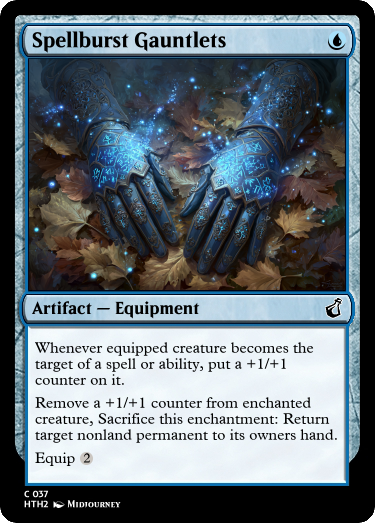 Spellburst Gauntlets
Artifact — Equipment
Whenever equipped creature becomes the
target of a spell or ability, put a +1/+1
counter on it.
Remove a +1/+1 counter from enchanted
creature, Sacrifice this enchantment: Return
target nonland permanent to its owners hand.
Equip 2
C 037
HTH2 Midjourney